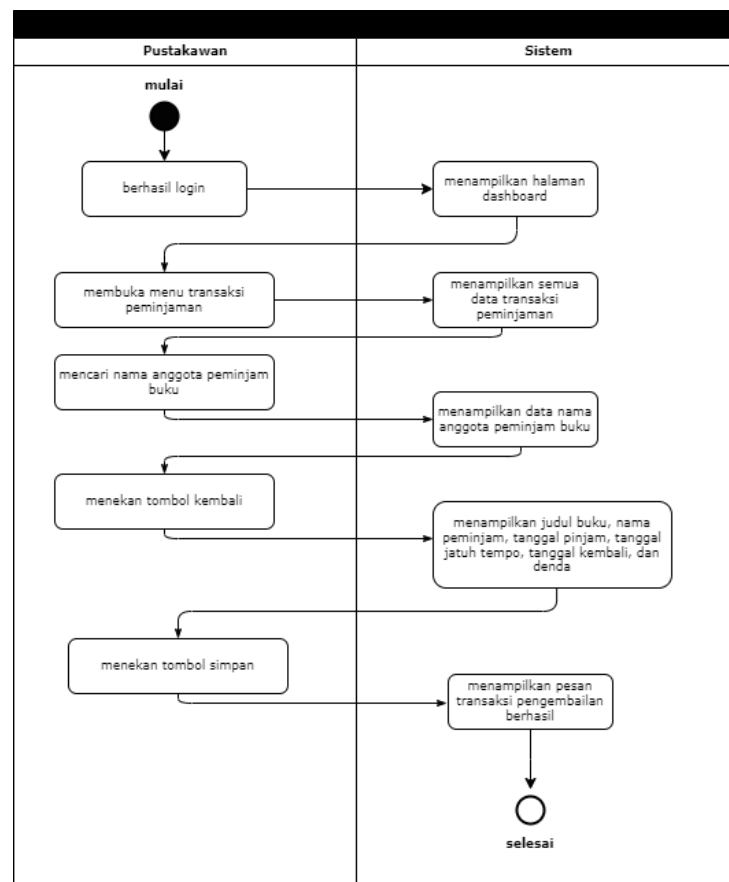 Pustakawan
Sistem
mulai
berhasil login
menampilkan halaman
dashboard
membuka menu transaksi
peminjaman
menampilkan semua
data transaksi
peminjaman
mencari nama anggota peminjam
buku
menampilkan data nama
anggota peminjam buku
menekan tombol kembali
menampilkan judul buku, nama
peminjam, tanggal pinjam, tanggal
jatuh tempo, tanggal kembali, dan
denda
menekan tombol simpan
menampilkan pesan
transaksi pengembailan
berhasil
selesai